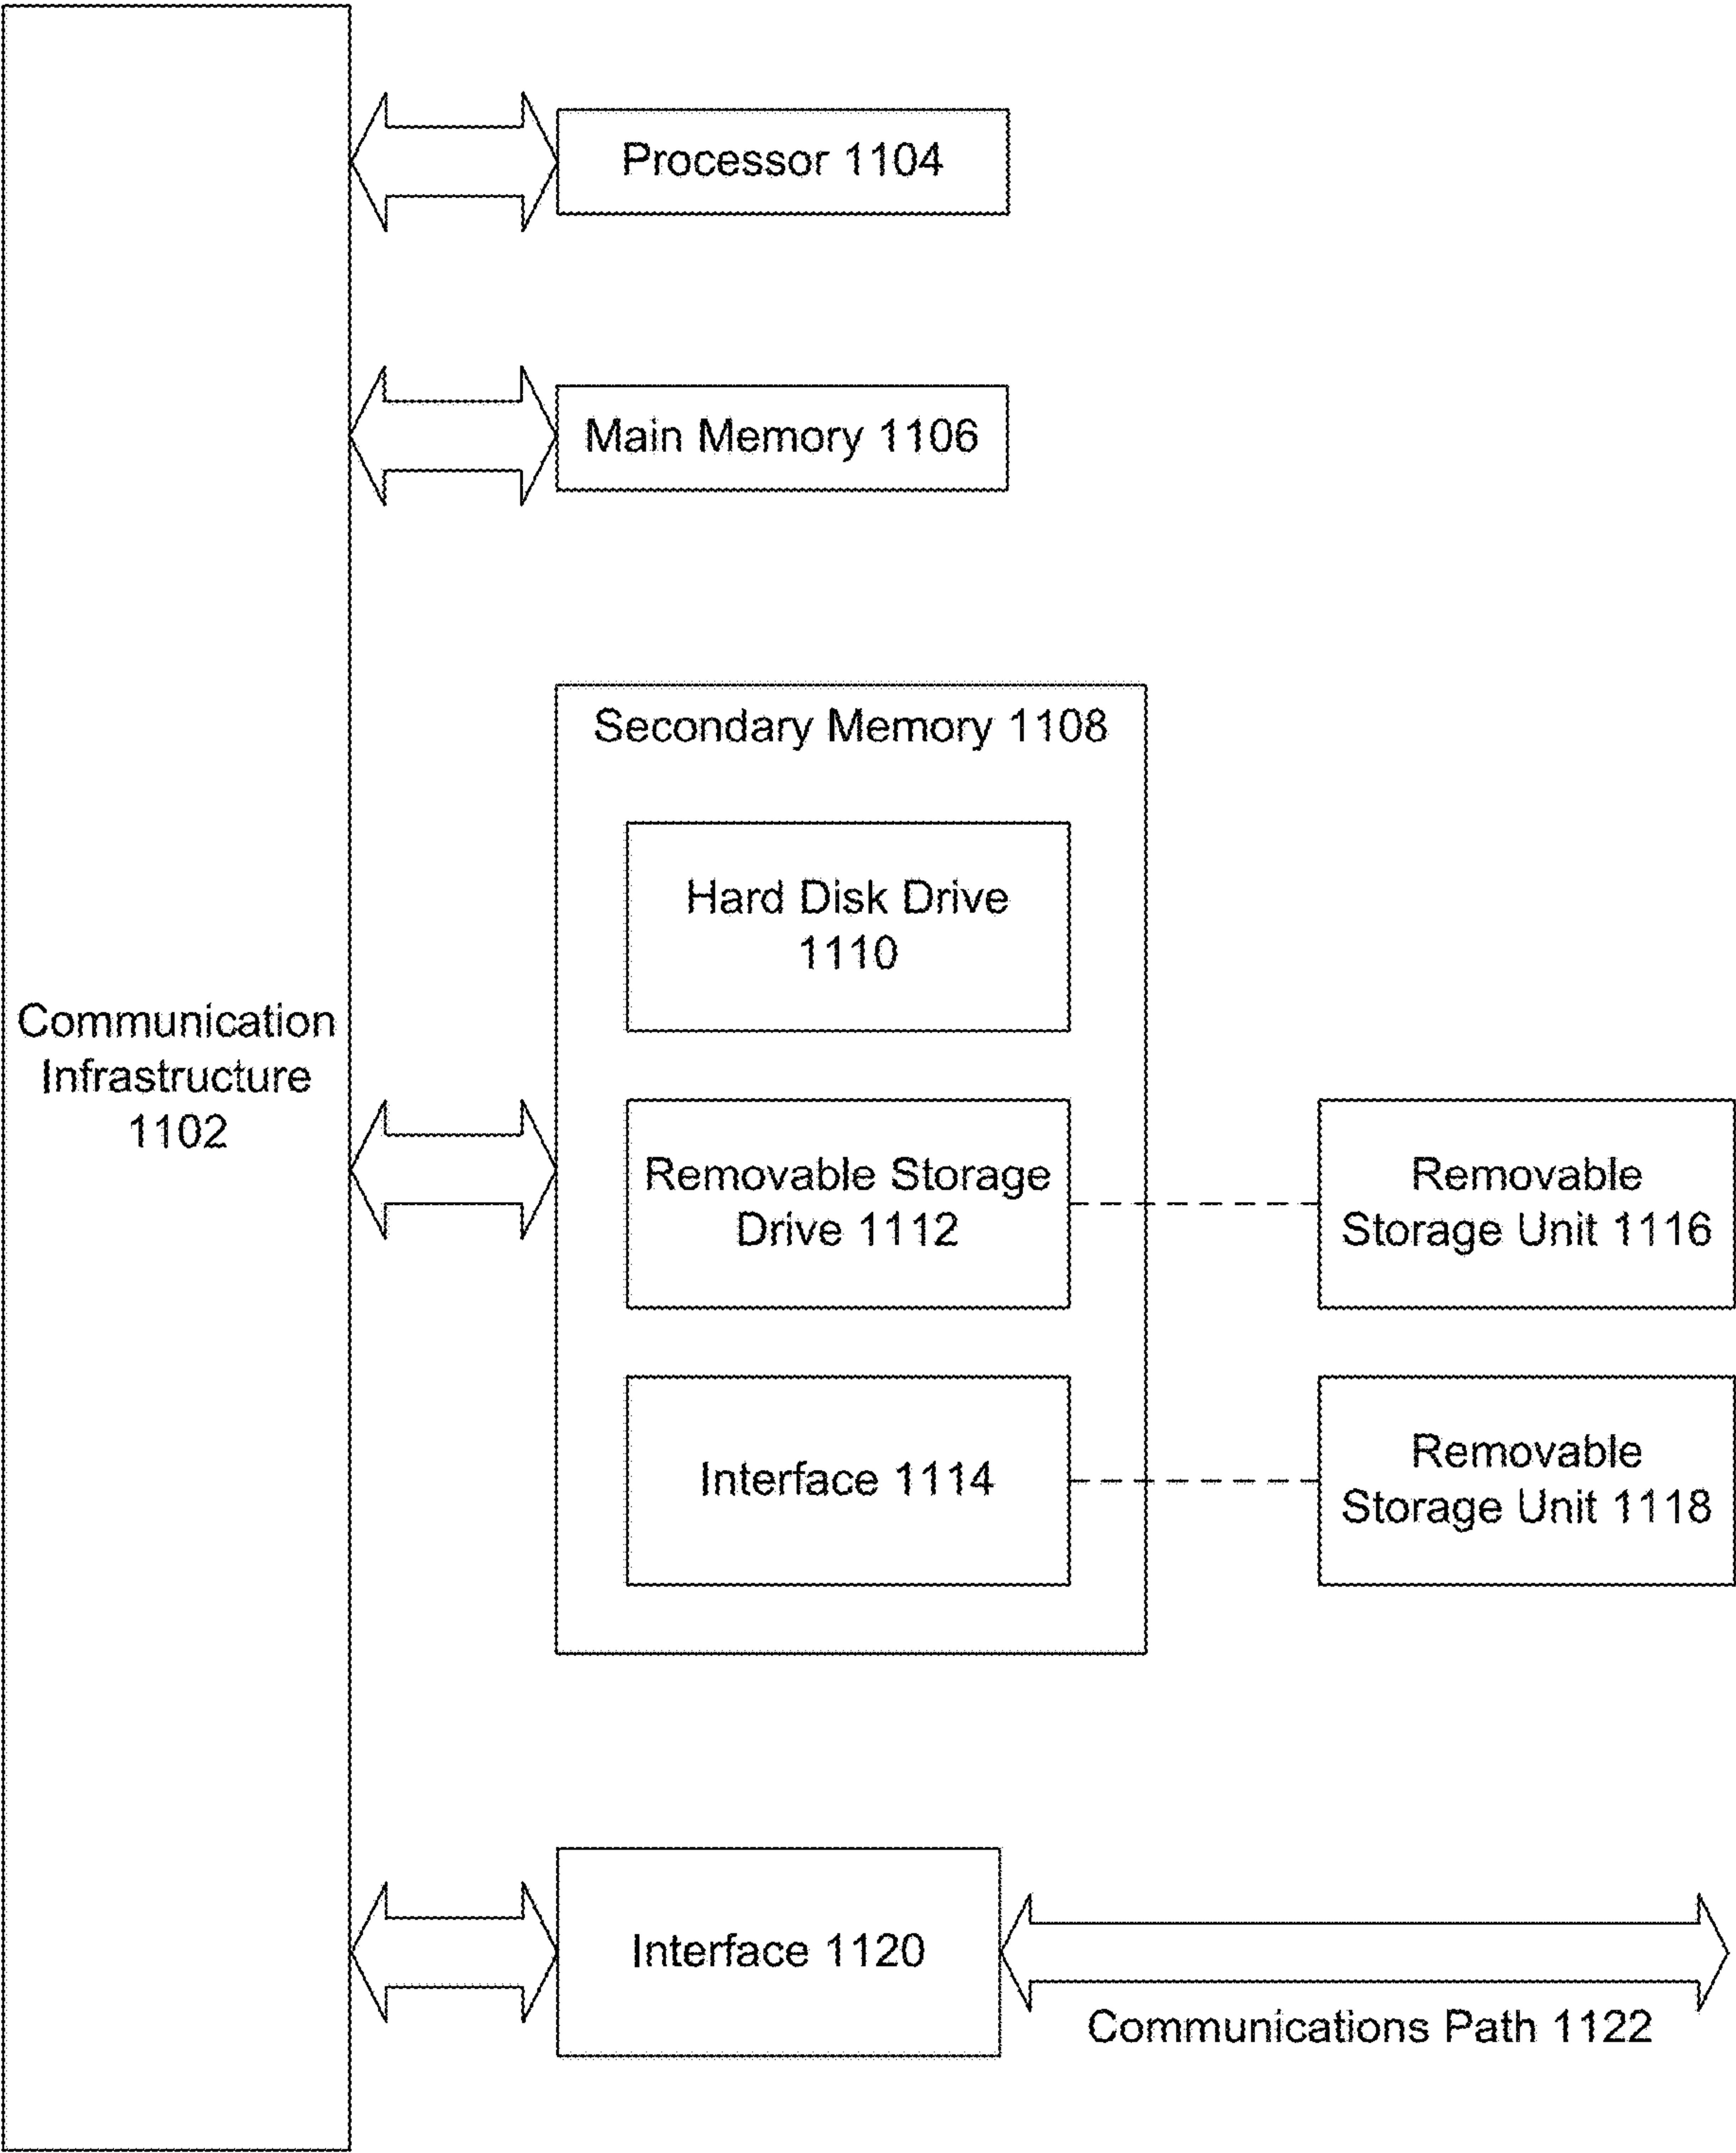 Processor 1104
Main Memory 1106
Secondary Memory 1108
Hard Disk Drive
1110
Communication
Infrastructure
1102
Removable Storage
Drive 1112
Removable
Storage Unit 1116
Interface 1114
Removable
Storage Unit 1118
Interface 1120
Communications Path 1122